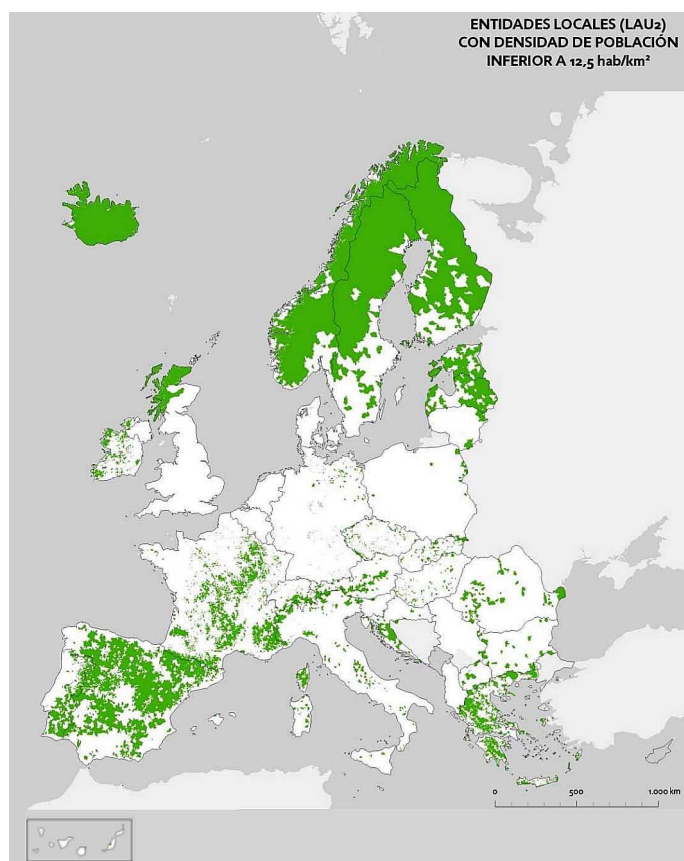 ENTIDADES LOCALES (LAU2)
CON DENSIDAD DE POBLACIÓN
INFERIOR A 12,5 hab/km²
0 500 1.000 km